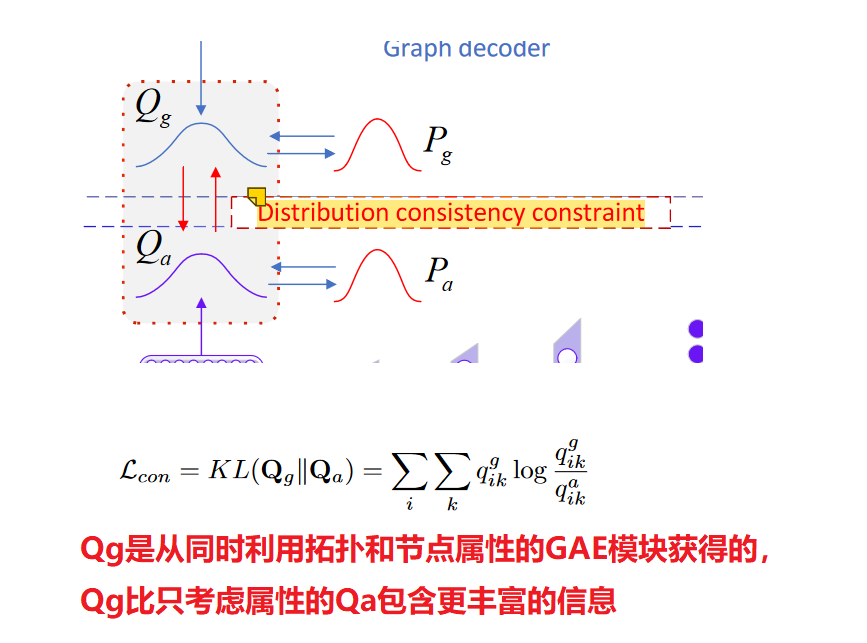 Graph decoder
Q_g
P_g
Distribution consistency constraint
Q_a
P_a
\mathcal{L}_{con} = KL(\mathbf{Q}_g \| \mathbf{Q}_a) = \sum_i \sum_k q_{ik}^g \log \frac{q_{ik}^g}{q_{ik}^a}
Qg是从同时利用拓扑和节点属性的GAE模块获得的，
Qg比只考虑属性的Qa包含更丰富的信息